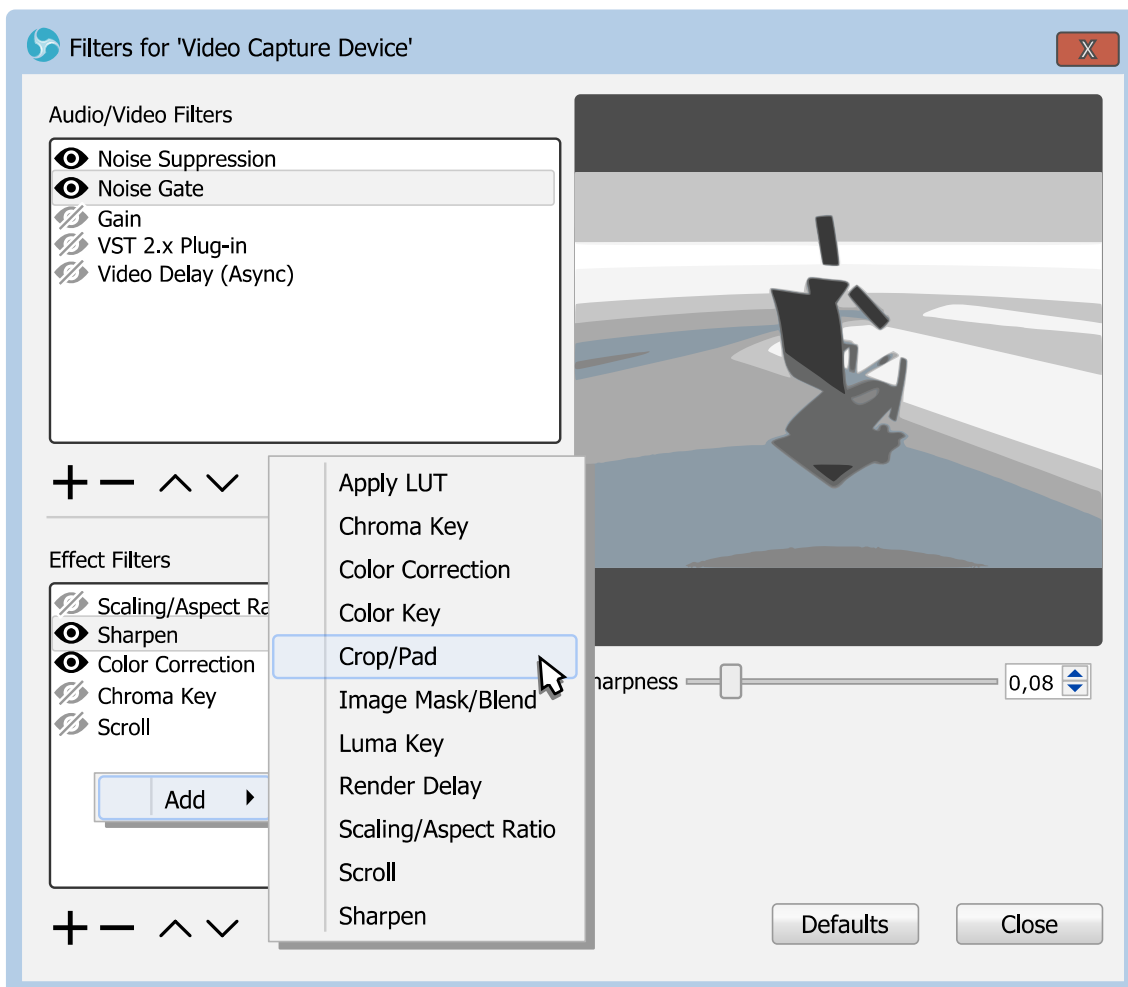 Filters for 'Video Capture Device'
X
Audio/Video Filters
Noise Suppression
Noise Gate
Gain
VST 2.x Plug-in
Video Delay (Async)
Effect Filters
Scaling/Aspect Ra
Sharpen
Color Correction
Chroma Key
Scroll
Add
Apply LUT
Chroma Key
Color Correction
Color Key
Crop/Pad
Image Mask/Blend
Luma Key
Render Delay
Scaling/Aspect Ratio
Scroll
Sharpen
harpness
0,08
Defaults
Close